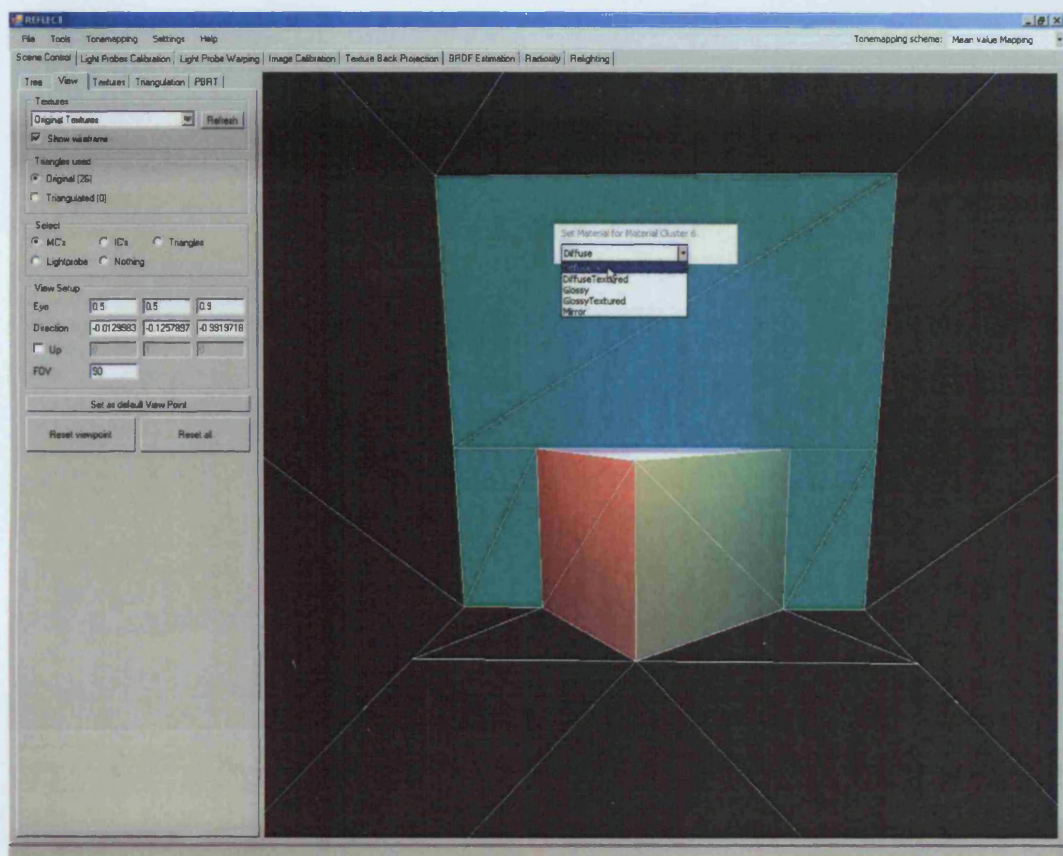 REFLECT
File Tools Tonemapping Settings Help
Tonemapping scheme: Mean Value Mapping
Scene Control Light Probes Calibration Light Probe Warping Image Calibration Texture Back Projection BRDF Estimation Radiosity Relighting
Tree View Textures Triangulation PBRT
Textures
Original Textures Refresh
Show wireframe
Triangles used
Original (26)
Triangulated (0)
Select
MC's IC's Triangles
Lightprobe Nothing
View Setup
Eye 0.5 0.5 0.9
Direction -0.0129983 -0.1257897 -0.9919718
Up 0 1 0
FOV 90
Set as default View Point
Reset viewpoint Reset all
Set Material for Material Cluster 6
Diffuse
Diffuse
DiffuseTextured
Glossy
GlossyTextured
Mirror